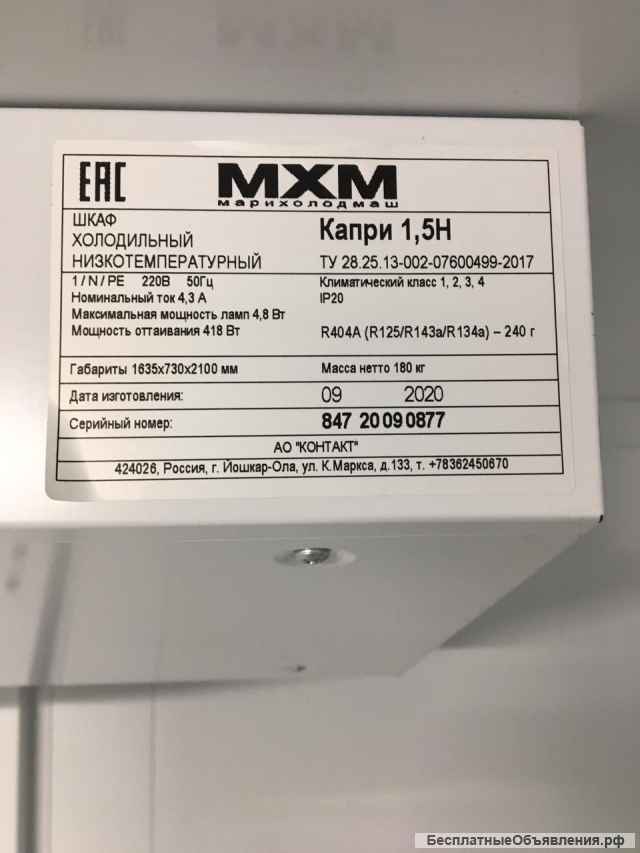 ЕАС
МХМ
марихолодмаш
ШКАФ
ХОЛОДИЛЬНЫЙ
НИЗКОТЕМПЕРАТУРНЫЙ
Капри 1,5Н
ТУ 28.25.13-002-07600499-2017
1 / N / PE 220В 50Гц
Номинальный ток 4,3 А
Максимальная мощность ламп 4,8 Вт
Мощность оттаивания 418 Вт
Климатический класс 1, 2, 3, 4
IP20
R404A (R125/R143a/R134a) – 240 г
Габариты 1635х730х2100 мм
Масса нетто 180 кг
Дата изготовления:
09 2020
Серийный номер:
847 20 09 0877
АО "КОНТАКТ"
424026, Россия, г. Йошкар-Ола, ул. К.Маркса, д.133, т. +78362450670
БесплатныеОбъявления.рф